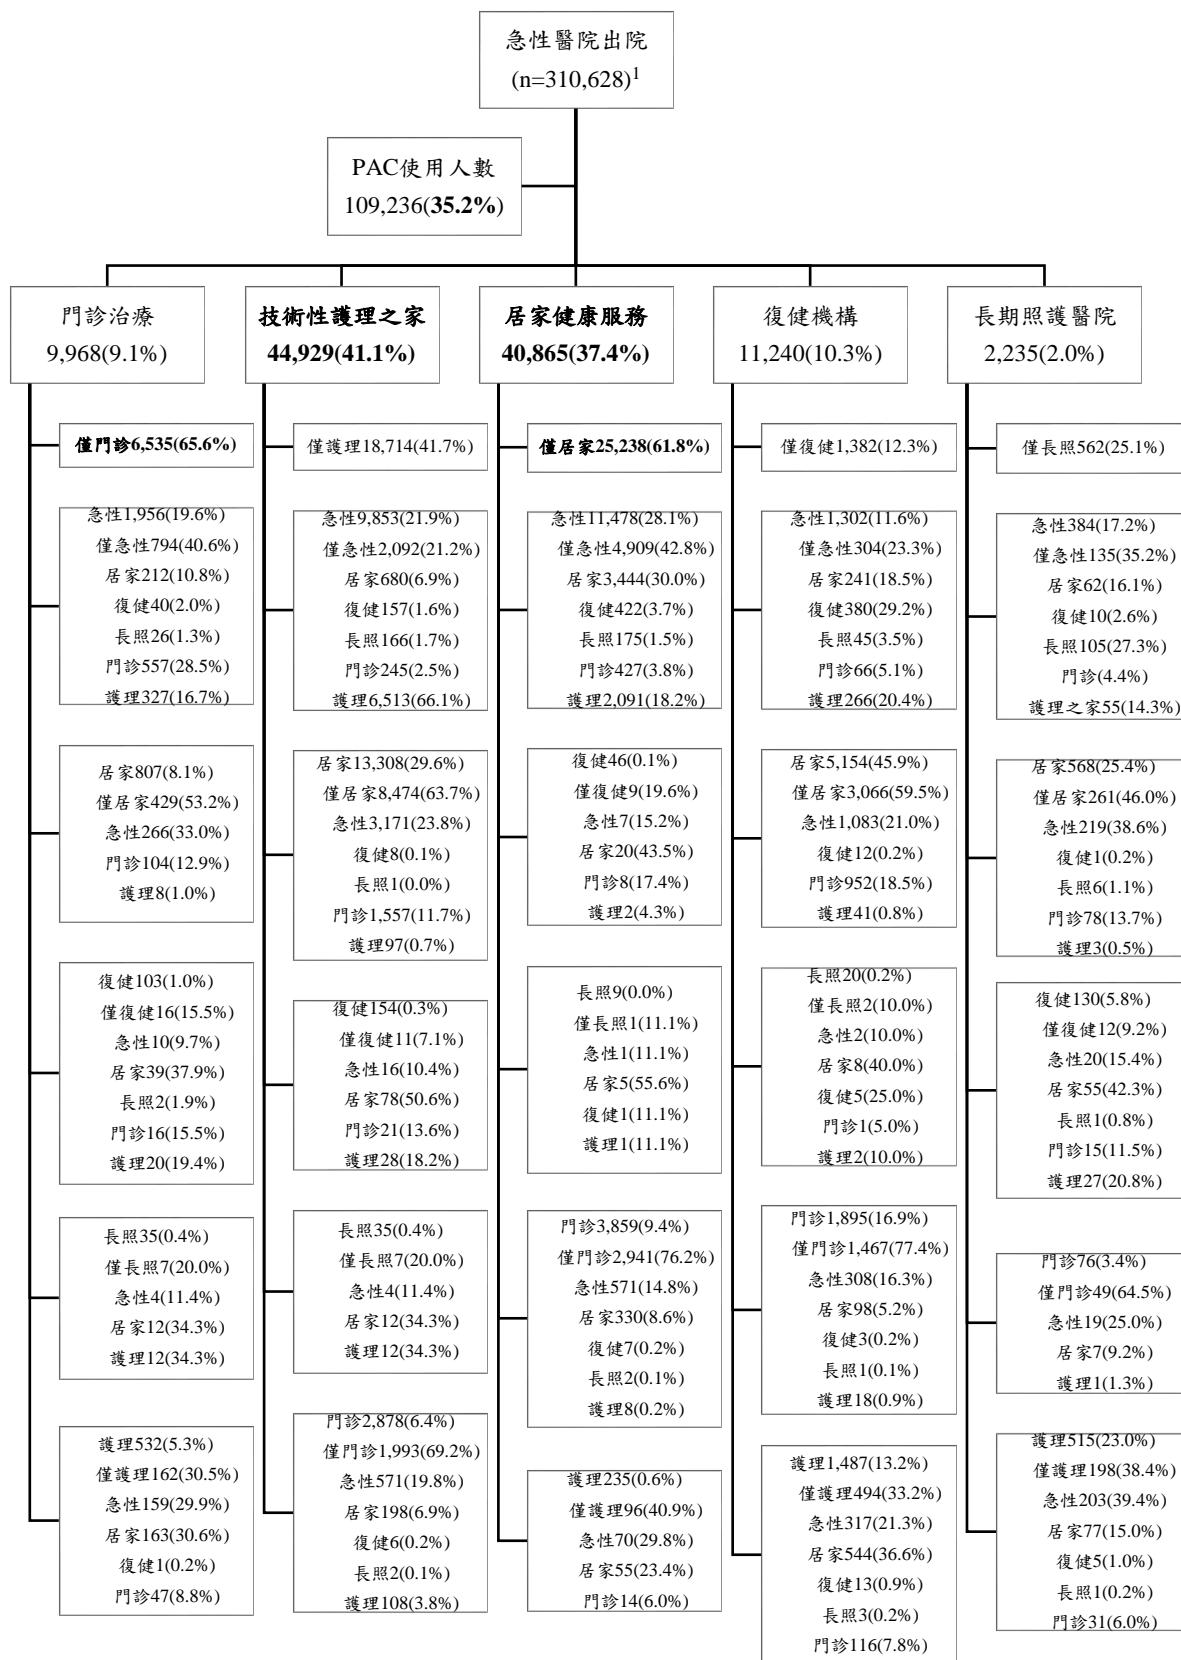 急性醫院出院
(n=310,628)1
PAC使用人數
109,236(35.2%)
門診治療
9,968(9.1%)
僅門診6,535(65.6%)
急性1,956(19.6%)
僅急性794(40.6%)
居家212(10.8%)
復健40(2.0%)
長照26(1.3%)
門診557(28.5%)
護理327(16.7%)
居家807(8.1%)
僅居家429(53.2%)
急性266(33.0%)
門診104(12.9%)
護理8(1.0%)
復健103(1.0%)
僅復健16(15.5%)
急性10(9.7%)
居家39(37.9%)
長照2(1.9%)
門診16(15.5%)
護理20(19.4%)
長照35(0.4%)
僅長照7(20.0%)
急性4(11.4%)
居家12(34.3%)
護理12(34.3%)
護理532(5.3%)
僅護理162(30.5%)
急性159(29.9%)
居家163(30.6%)
復健1(0.2%)
門診47(8.8%)
技術性護理之家
44,929(41.1%)
僅護理18,714(41.7%)
急性9,853(21.9%)
僅急性2,092(21.2%)
居家680(6.9%)
復健157(1.6%)
長照166(1.7%)
門診245(2.5%)
護理6,513(66.1%)
居家13,308(29.6%)
僅居家8,474(63.7%)
急性3,171(23.8%)
復健8(0.1%)
長照1(0.0%)
門診1,557(11.7%)
護理97(0.7%)
復健154(0.3%)
僅復健11(7.1%)
急性16(10.4%)
居家78(50.6%)
門診21(13.6%)
護理28(18.2%)
長照35(0.4%)
僅長照7(20.0%)
急性4(11.4%)
居家12(34.3%)
護理12(34.3%)
門診2,878(6.4%)
僅門診1,993(69.2%)
急性571(19.8%)
居家198(6.9%)
復健6(0.2%)
長照2(0.1%)
護理108(3.8%)
居家健康服務
40,865(37.4%)
僅居家25,238(61.8%)
急性11,478(28.1%)
僅急性4,909(42.8%)
居家3,444(30.0%)
復健422(3.7%)
長照175(1.5%)
門診427(3.8%)
護理2,091(18.2%)
復健46(0.1%)
僅復健9(19.6%)
急性7(15.2%)
居家20(43.5%)
門診8(17.4%)
護理2(4.3%)
長照9(0.0%)
僅長照1(11.1%)
急性1(11.1%)
居家5(55.6%)
復健1(11.1%)
護理1(11.1%)
門診3,859(9.4%)
僅門診2,941(76.2%)
急性571(14.8%)
居家330(8.6%)
復健7(0.2%)
長照2(0.1%)
護理8(0.2%)
護理235(0.6%)
僅護理96(40.9%)
急性70(29.8%)
居家55(23.4%)
門診14(6.0%)
復健機構
11,240(10.3%)
僅復健1,382(12.3%)
急性1,302(11.6%)
僅急性304(23.3%)
居家241(18.5%)
復健380(29.2%)
長照45(3.5%)
門診66(5.1%)
護理266(20.4%)
居家5,154(45.9%)
僅居家3,066(59.5%)
急性1,083(21.0%)
復健12(0.2%)
門診952(18.5%)
護理41(0.8%)
長照20(0.2%)
僅長照2(10.0%)
急性2(10.0%)
居家8(40.0%)
復健5(25.0%)
門診1(5.0%)
護理2(10.0%)
門診1,895(16.9%)
僅門診1,467(77.4%)
急性308(16.3%)
居家98(5.2%)
復健3(0.2%)
長照1(0.1%)
護理18(0.9%)
護理1,487(13.2%)
僅護理494(33.2%)
急性317(21.3%)
居家544(36.6%)
復健13(0.9%)
長照3(0.2%)
門診116(7.8%)
長期照護醫院
2,235(2.0%)
僅長照562(25.1%)
急性384(17.2%)
僅急性135(35.2%)
居家62(16.1%)
復健10(2.6%)
長照105(27.3%)
門診(4.4%)
護理之家55(14.3%)
居家568(25.4%)
僅居家261(46.0%)
急性219(38.6%)
復健1(0.2%)
長照6(1.1%)
門診78(13.7%)
護理3(0.5%)
復健130(5.8%)
僅復健12(9.2%)
急性20(15.4%)
居家55(42.3%)
長照1(0.8%)
門診15(11.5%)
護理27(20.8%)
門診76(3.4%)
僅門診49(64.5%)
急性19(25.0%)
居家7(9.2%)
護理1(1.3%)
護理515(23.0%)
僅護理198(38.4%)
急性203(39.4%)
居家77(15.0%)
復健5(1.0%)
長照1(0.2%)
門診31(6.0%)